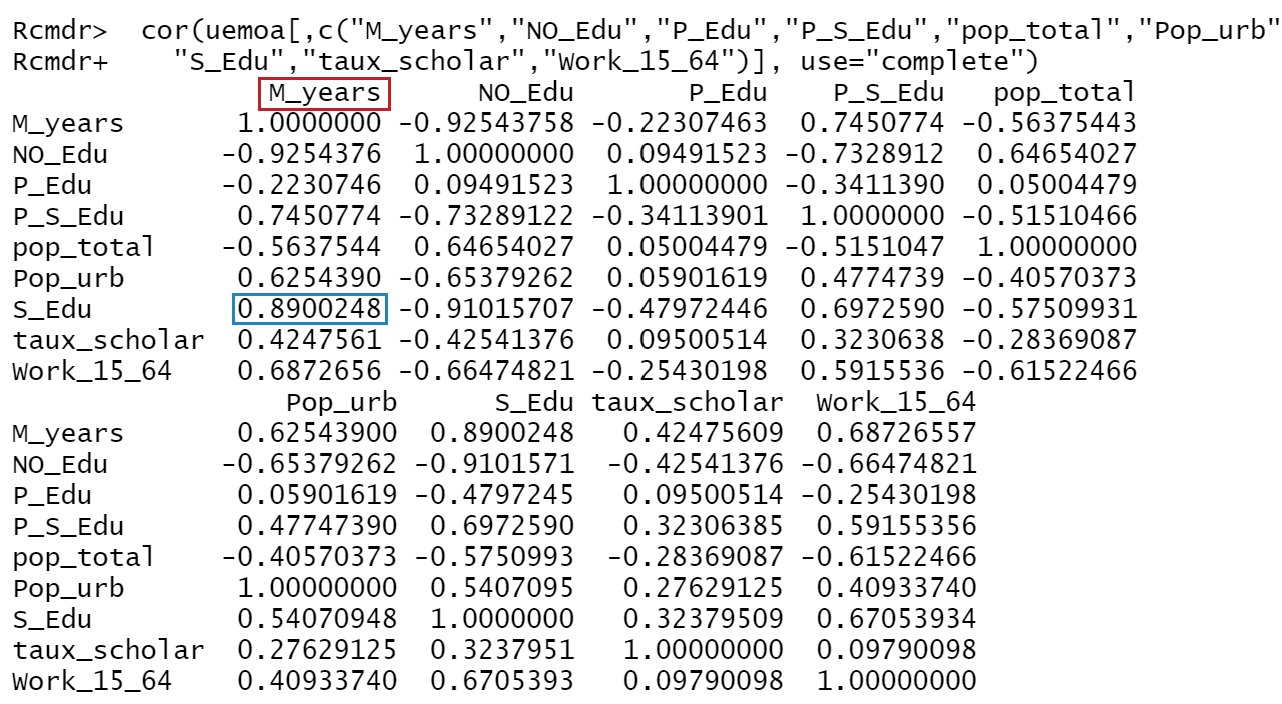 Rcmdr>  cor(uemoa[,c("M_years","NO_Edu","P_Edu","P_S_Edu","pop_total","Pop_urb"
Rcmdr+    "S_Edu","taux_scholar","Work_15_64")], use="complete")
M_years NO_Edu P_Edu P_S_Edu pop_total
M_years 1.0000000 -0.92543758 -0.22307463 0.7450774 -0.56375443
NO_Edu -0.9254376 1.00000000 0.09491523 -0.7328912 0.64654027
P_Edu -0.2230746 0.09491523 1.00000000 -0.3411390 0.05004479
P_S_Edu 0.7450774 -0.73289122 -0.34113901 1.0000000 -0.51510466
pop_total -0.5637544 0.64654027 0.05004479 -0.5151047 1.00000000
Pop_urb 0.6254390 -0.65379262 0.05901619 0.4774739 -0.40570373
S_Edu 0.8900248 -0.91015707 -0.47972446 0.6972590 -0.57509931
taux_scholar 0.4247561 -0.42541376 0.09500514 0.3230638 -0.28369087
Work_15_64 0.6872656 -0.66474821 -0.25430198 0.5915536 -0.61522466
Pop_urb S_Edu taux_scholar Work_15_64
M_years 0.62543900 0.8900248 0.42475609 0.68726557
NO_Edu -0.65379262 -0.9101571 -0.42541376 -0.66474821
P_Edu 0.05901619 -0.4797245 0.09500514 -0.25430198
P_S_Edu 0.47747390 0.6972590 0.32306385 0.59155356
pop_total -0.40570373 -0.5750993 -0.28369087 -0.61522466
Pop_urb 1.00000000 0.5407095 0.27629125 0.40933740
S_Edu 0.54070948 1.0000000 0.32379509 0.67053934
taux_scholar 0.27629125 0.3237951 1.00000000 0.09790098
Work_15_64 0.40933740 0.6705393 0.09790098 1.00000000